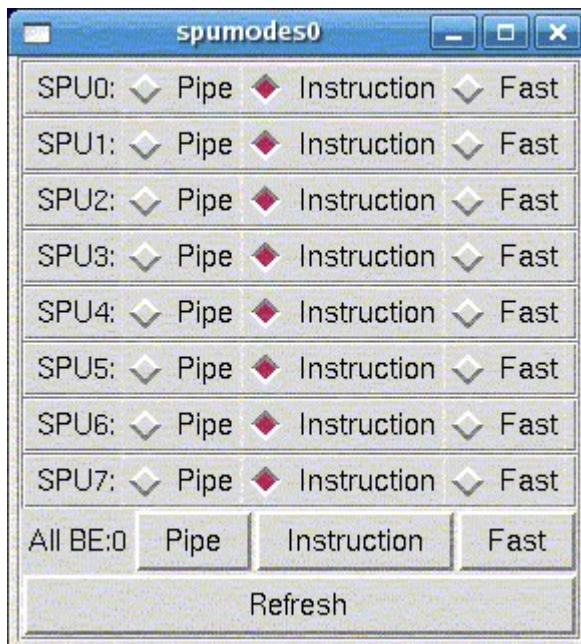 spumodes0
SPU0: Pipe Instruction Fast
SPU1: Pipe Instruction Fast
SPU2: Pipe Instruction Fast
SPU3: Pipe Instruction Fast
SPU4: Pipe Instruction Fast
SPU5: Pipe Instruction Fast
SPU6: Pipe Instruction Fast
SPU7: Pipe Instruction Fast
All BE:0 Pipe Instruction Fast
Refresh